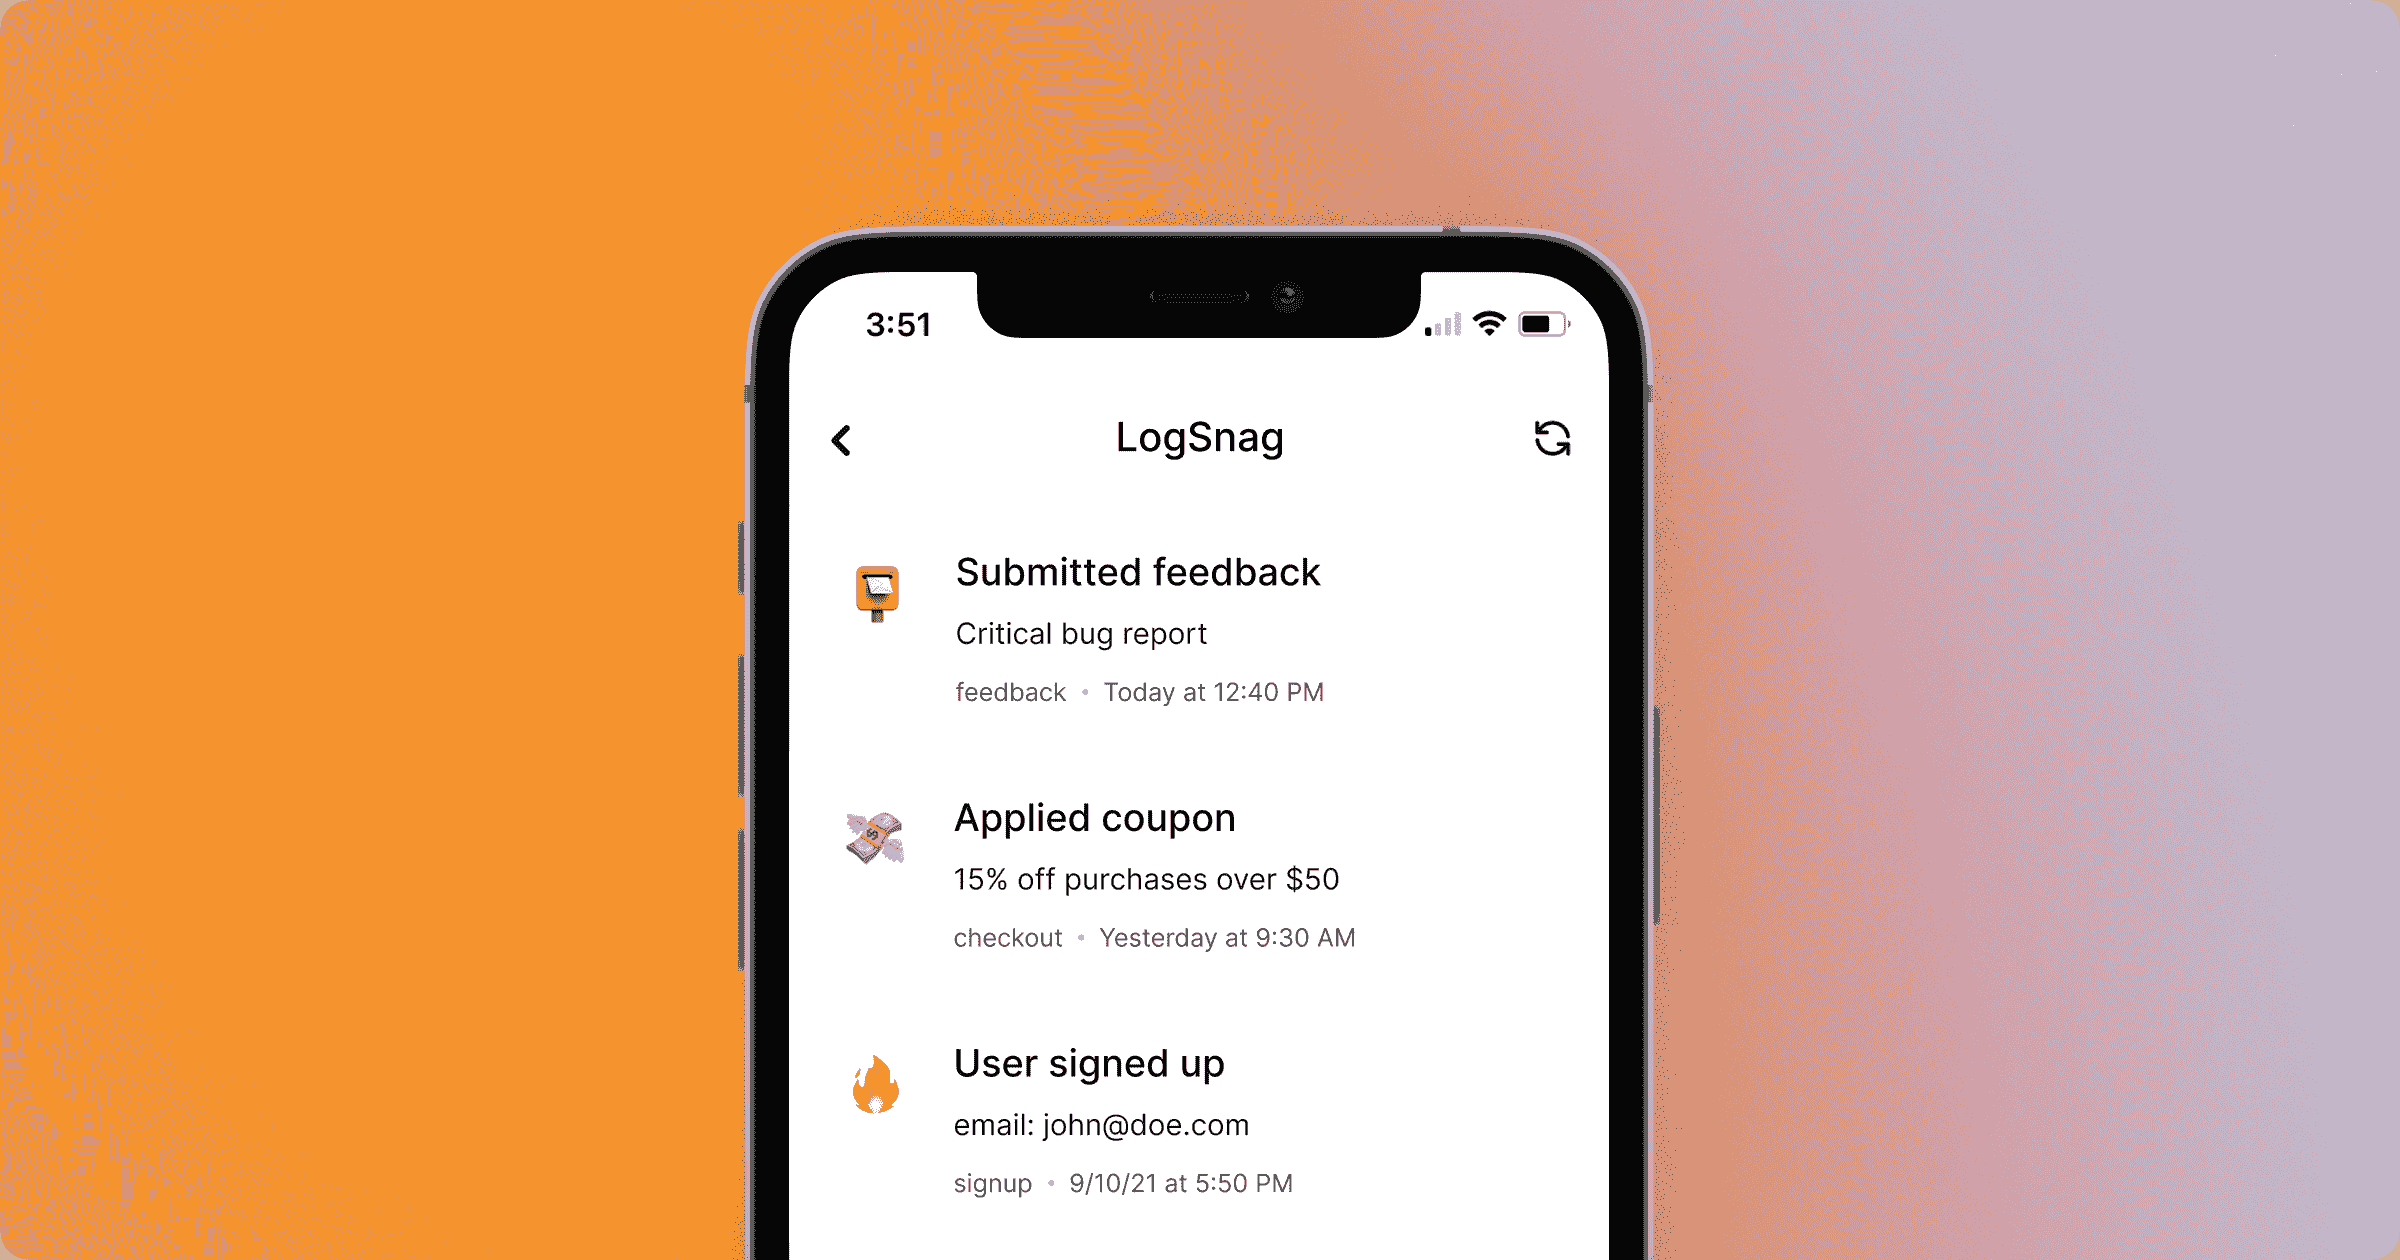 3:51
LogSnag
Submitted feedback
Critical bug report
feedback • Today at 12:40 PM
Applied coupon
15% off purchases over $50
checkout • Yesterday at 9:30 AM
User signed up
email: john@doe.com
signup • 9/10/21 at 5:50 PM